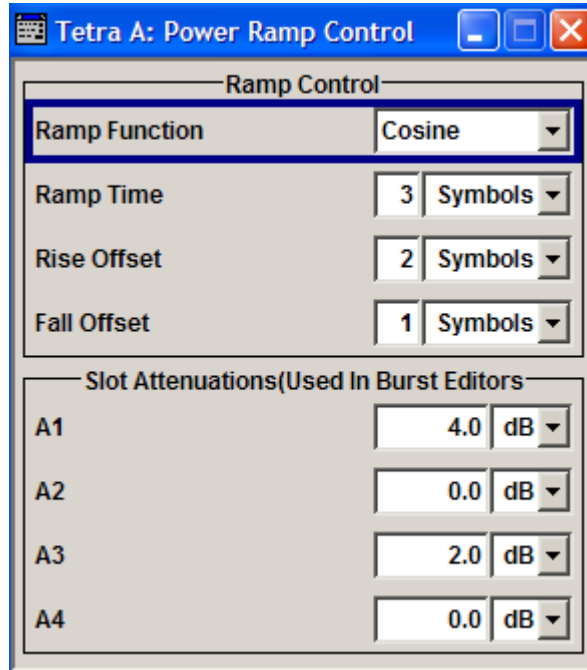 Tetra A: Power Ramp Control
Ramp Control
Ramp Function Cosine
Ramp Time 3 Symbols
Rise Offset 2 Symbols
Fall Offset 1 Symbols
Slot Attenuations(Used In Burst Editors
A1 4.0 dB
A2 0.0 dB
A3 2.0 dB
A4 0.0 dB